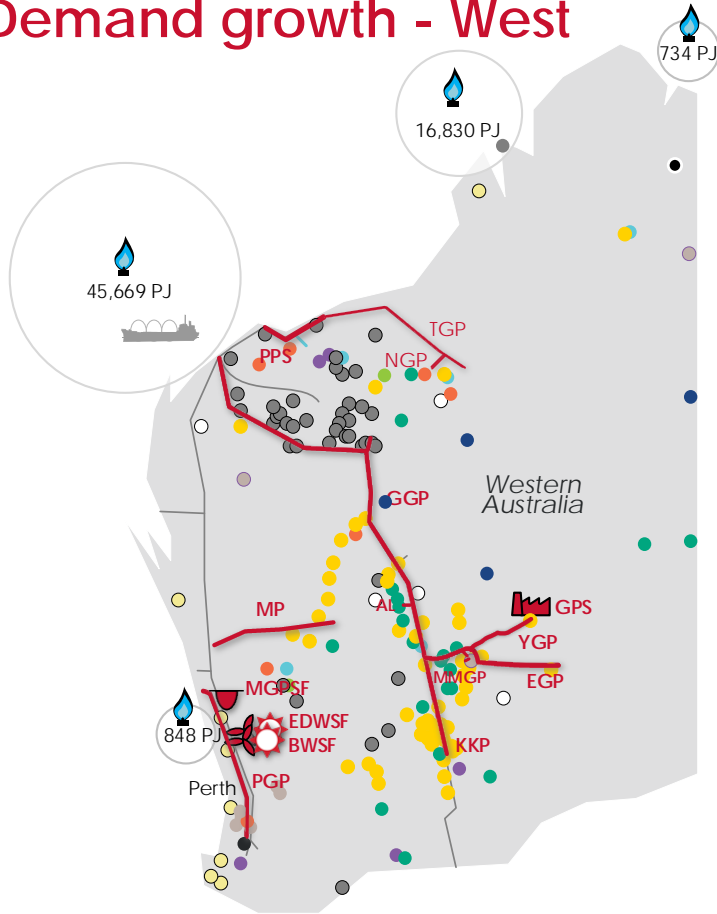 Demand growth - West
734 PJ
16,830 PJ
45,669 PJ
TGP
PPS
NGP
Western
Australia
GGP
MP
GPS
YGP
MMGP
EGP
MGPSF
EDWSF
848 PJ
BWSF
KKP
PGP
Perth